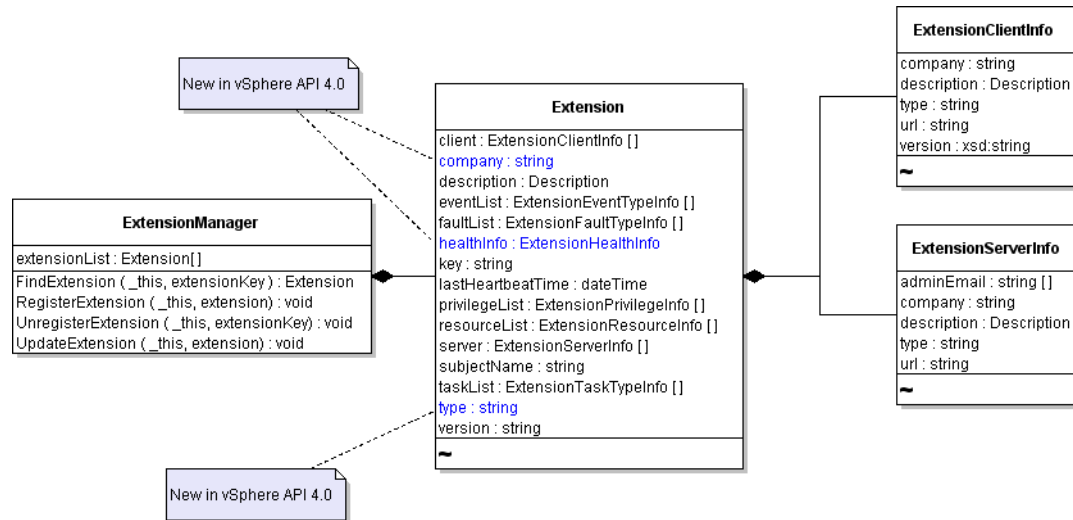 New in vSphere API 4.0
ExtensionManager
extensionList : Extension[]
FindExtension ( _this, extensionKey ) : Extension
RegisterExtension ( _this, extension) : void
UnregisterExtension ( _this, extensionKey) : void
UpdateExtension ( _this, extension) : void
New in vSphere API 4.0
Extension
client : ExtensionClientInfo [ ]
company : string
description : Description
eventList : ExtensionEventTypeInfo [ ]
faultList : ExtensionFaultTypeInfo [ ]
healthInfo : ExtensionHealthInfo
key : string
lastHeartbeatTime : dateTime
privilegeList : ExtensionPrivilegeInfo [ ]
resourceList : ExtensionResourceInfo [ ]
server : ExtensionServerInfo [ ]
subjectName : string
taskList : ExtensionTaskTypeInfo [ ]
type : string
version : string
~
ExtensionClientInfo
company : string
description : Description
type : string
url : string
version : xsd:string
~
ExtensionServerInfo
adminEmail : string [ ]
company : string
description : Description
type : string
url : string
~